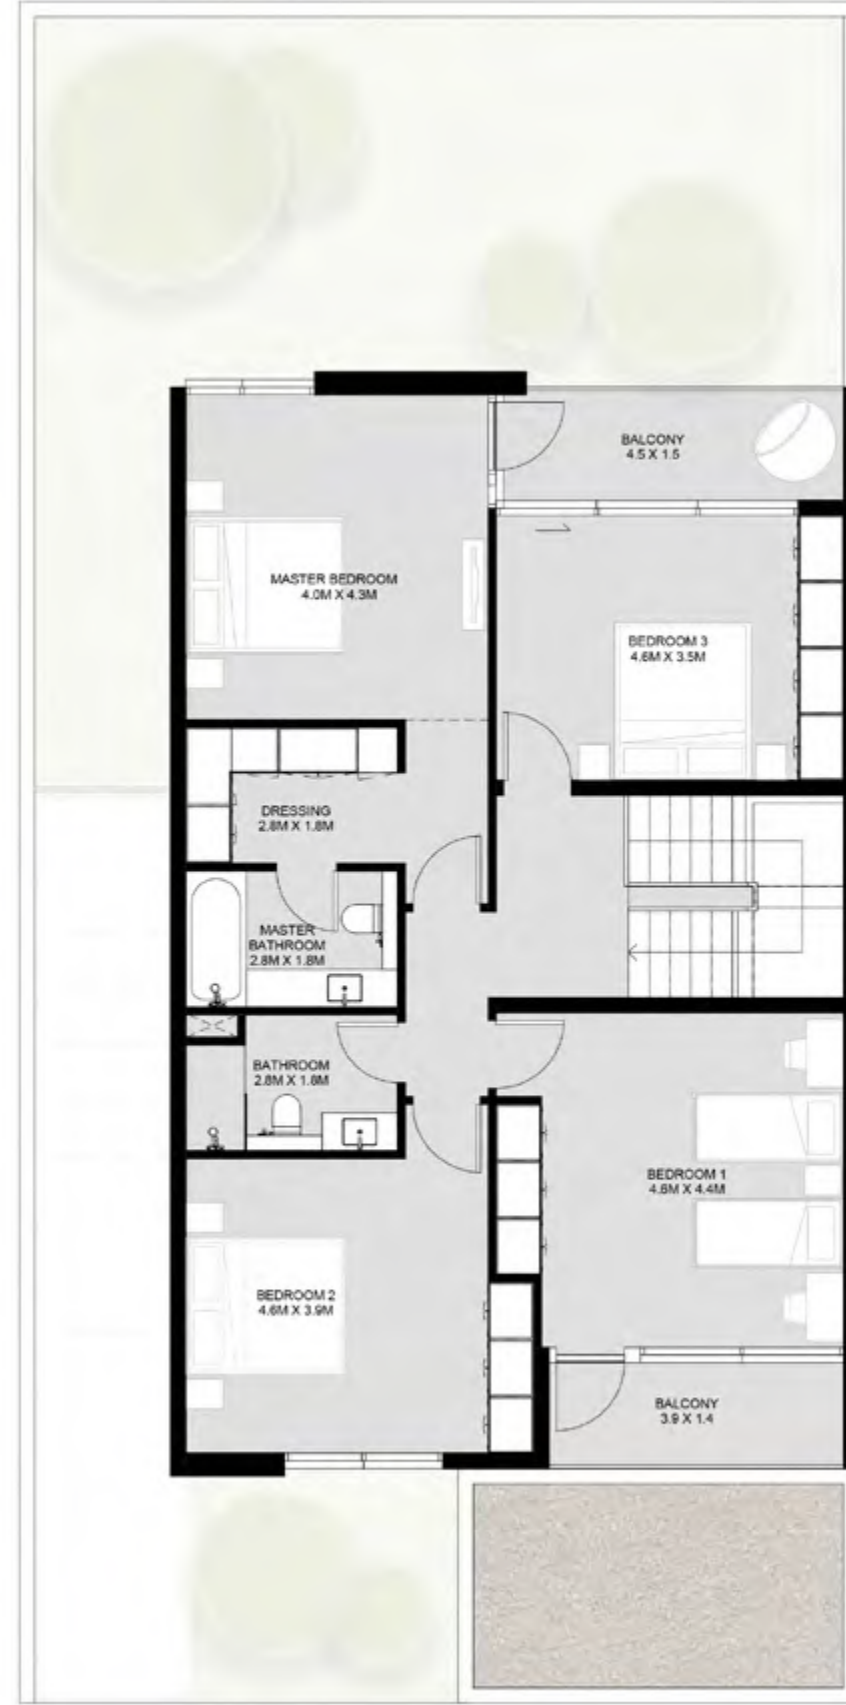 BALCONY
4.5 X 1.5
MASTER BEDROOM
4.0M X 4.3M
BEDROOM 3
4.6M X 3.5M
DRESSING
2.8M X 1.8M
MASTER
BATHROOM
2.8M X 1.8M
BATHROOM
2.8M X 1.8M
BEDROOM 1
4.6M X 4.4M
BEDROOM 2
4.6M X 3.9M
BALCONY
3.9 X 1.4